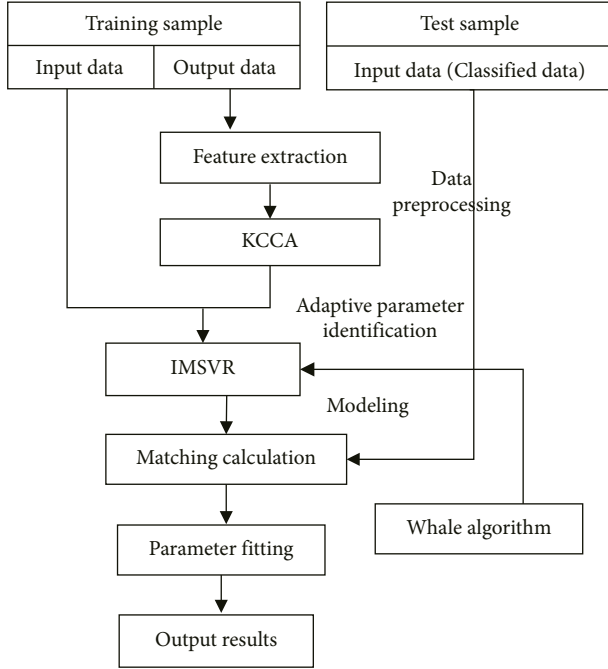 Training sample
Test sample
Input data
Output data
Input data (Classified data)
Feature extraction
Data
preprocessing
KCCA
Adaptive parameter
identification
IMSVR
Modeling
Matching calculation
Whale algorithm
Parameter fitting
Output results